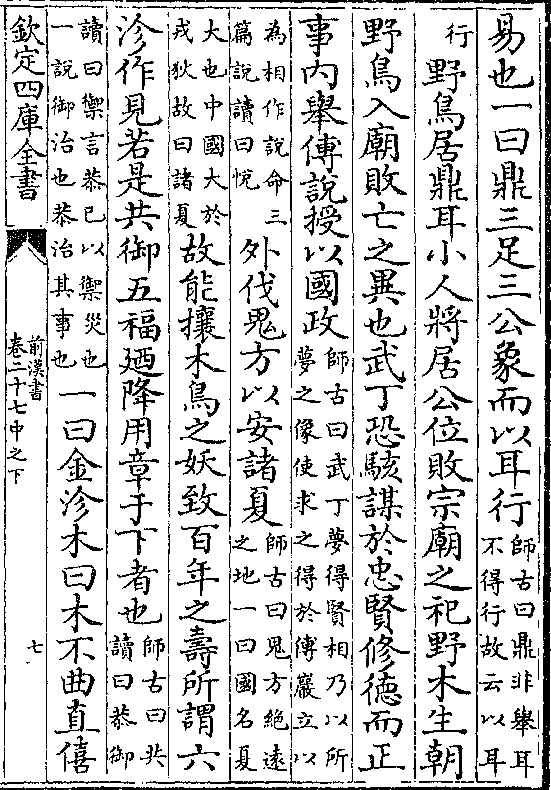 易也一曰鼎三足三公象而以耳行師古曰鼎非舉耳不得行故云以耳
行野鳥居鼎耳小人將居公位敗宗廟之祀野木生朝
野鳥入廟敗亡之異也武丁恐駭謀於忠賢修德而正
事内舉傅說授以國政師古曰武丁夢得賢相乃以所夢之像使求之得於傅巖立以
為相作說命三篇說讀曰悅外伐鬼方以安諸夏師古曰鬼方絶遠之地一曰國名夏
大也中國大於戎狄故曰諸夏故能攘木鳥之妖致百年之壽所謂六
沴作見若是共御五福廼降用章于下者也師古曰共讀曰恭御
讀曰禦言恭已以禦災也一說御治也恭治其事也一曰金沴木曰木不曲直僖
欽定四庫全書
前漢書
卷二十七中之下
七